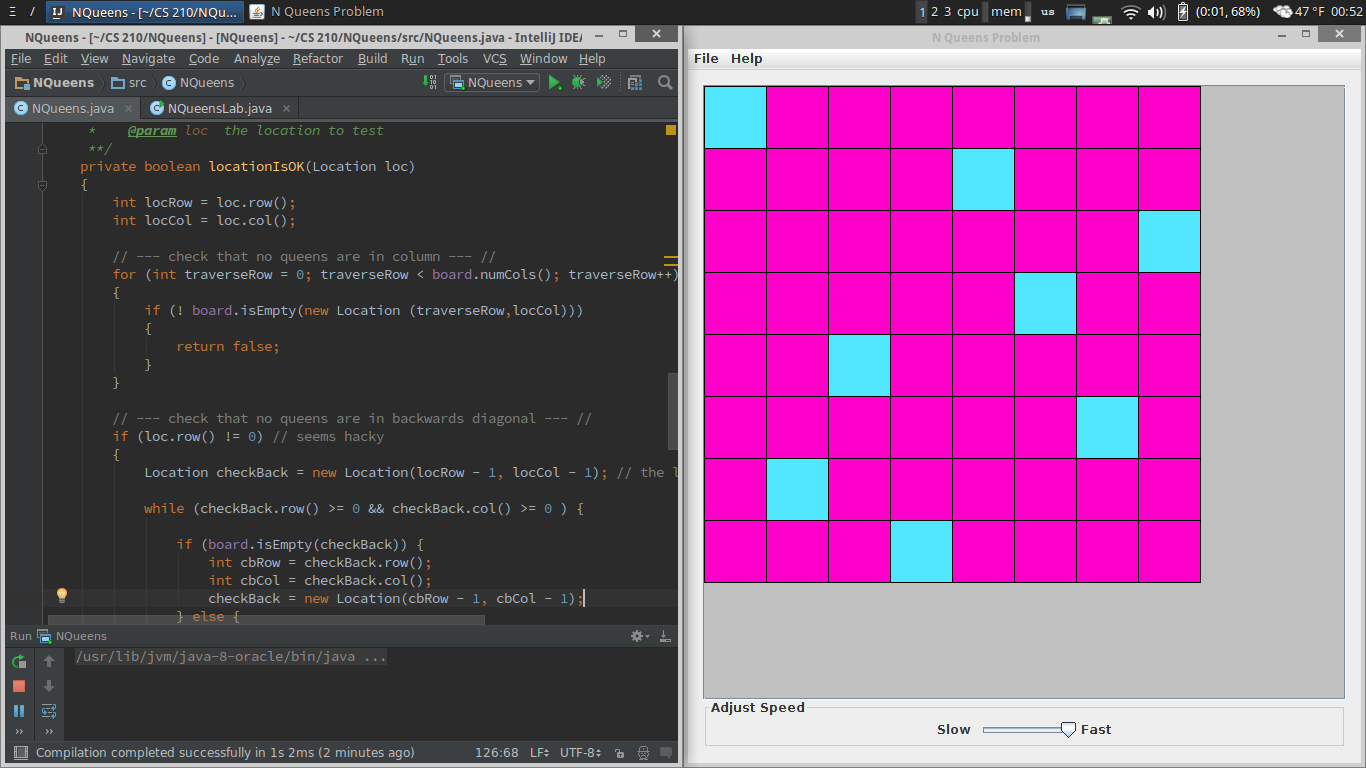 Ξ / NQueens - [~/CS 210/NQu... N Queens Problem 1 2 3 cpu mem us (0:01, 68%) 47 °F 00:52
NQueens - [~/CS 210/NQueens] - [NQueens] - ~/CS 210/NQueens/src/NQueens.java - IntelliJ IDEA
File Edit View Navigate Code Analyze Refactor Build Run Tools VCS Window Help
NQueens src NQueens NQueens
NQueens.java NQueensLab.java
* @param loc the location to test
**/
private boolean locationIsOK(Location loc)
{
int locRow = loc.row();
int locCol = loc.col();
// --- check that no queens are in column --- //
for (int traverseRow = 0; traverseRow < board.numCols(); traverseRow++)
{
if (! board.isEmpty(new Location (traverseRow,locCol)))
{
return false;
}
}
// --- check that no queens are in backwards diagonal --- //
if (loc.row() != 0) // seems hacky
{
Location checkBack = new Location(locRow - 1, locCol - 1); // the l
while (checkBack.row() >= 0 && checkBack.col() >= 0 ) {
if (board.isEmpty(checkBack)) {
int cbRow = checkBack.row();
int cbCol = checkBack.col();
checkBack = new Location(cbRow - 1, cbCol - 1);
} else {
Run NQueens
/usr/lib/jvm/java-8-oracle/bin/java ...
Compilation completed successfully in 1s 2ms (2 minutes ago) 126:68 LF UTF-8
N Queens Problem
File Help
Adjust Speed
Slow Fast